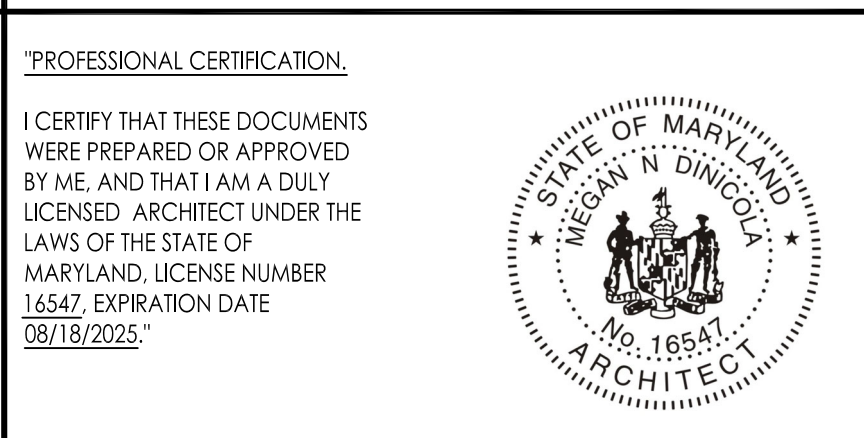 "PROFESSIONAL CERTIFICATION.
I CERTIFY THAT THESE DOCUMENTS
WERE PREPARED OR APPROVED
BY ME, AND THAT I AM A DULY
LICENSED ARCHITECT UNDER THE
LAWS OF THE STATE OF
MARYLAND, LICENSE NUMBER
16547, EXPIRATION DATE
08/18/2025."
STATE OF MARYLAND
MEGAN N DINICOLA
No. 16547
ARCHITECT